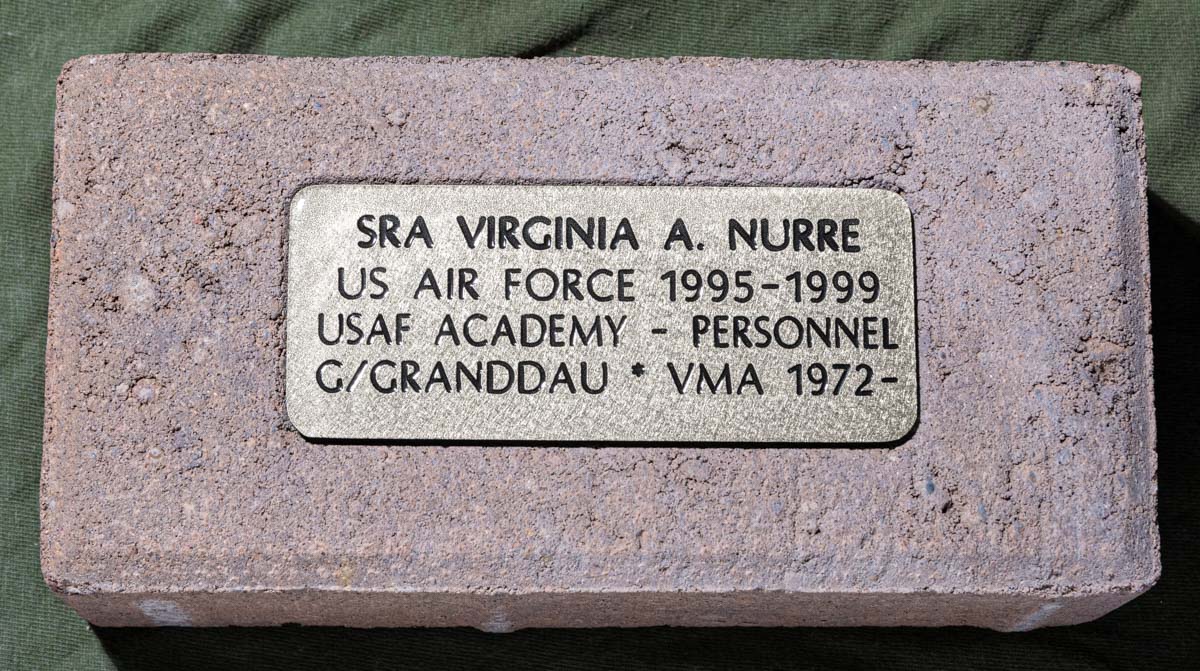 SRA VIRGINIA A. NURRE
US AIR FORCE 1995-1999
USAF ACADEMY - PERSONNEL
G/GRANDDAU * VMA 1972-